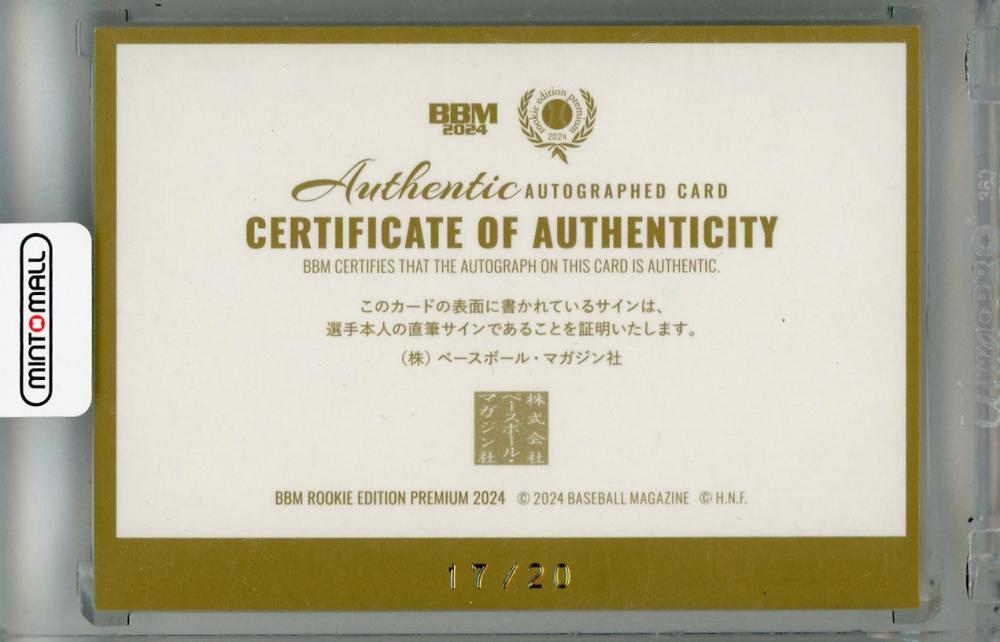 BBM
2024
rookie edition premium
2024
Authentic AUTOGRAPHED CARD
CERTIFICATE OF AUTHENTICITY
BBM CERTIFIES THAT THE AUTOGRAPH ON THIS CARD IS AUTHENTIC.
このカードの表面に書かれているサインは、
選手本人の直筆サインであることを証明いたします。
（株）ベースボール・マガジン社
株式会社
ベースボール・
マガジン社
BBM ROOKIE EDITION PREMIUM 2024 © 2024 BASEBALL MAGAZINE © H.N.F.
17/20
MINTOMALL